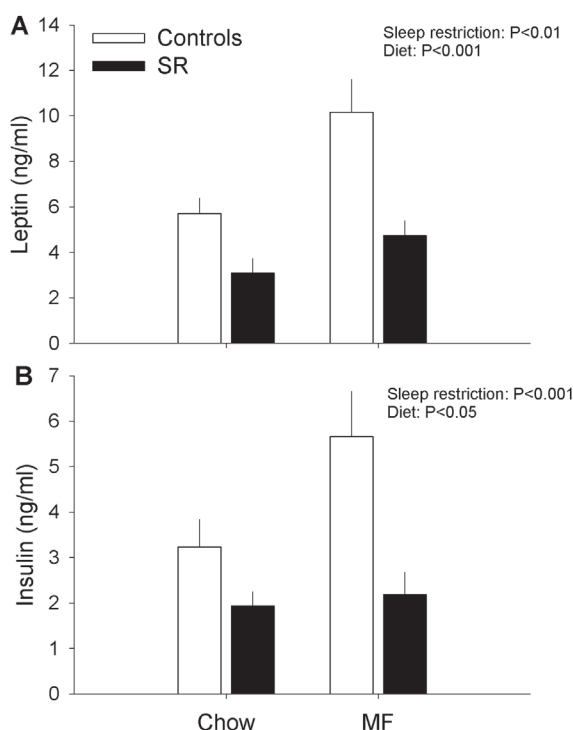 A
14
Controls
SR
Sleep restriction: P<0.01
Diet: P<0.001
12
10
8
6
4
2
0
Leptin (ng/ml)
B
7
Sleep restriction: P<0.001
Diet: P<0.05
6
5
4
3
2
1
0
Insulin (ng/ml)
Chow
MF